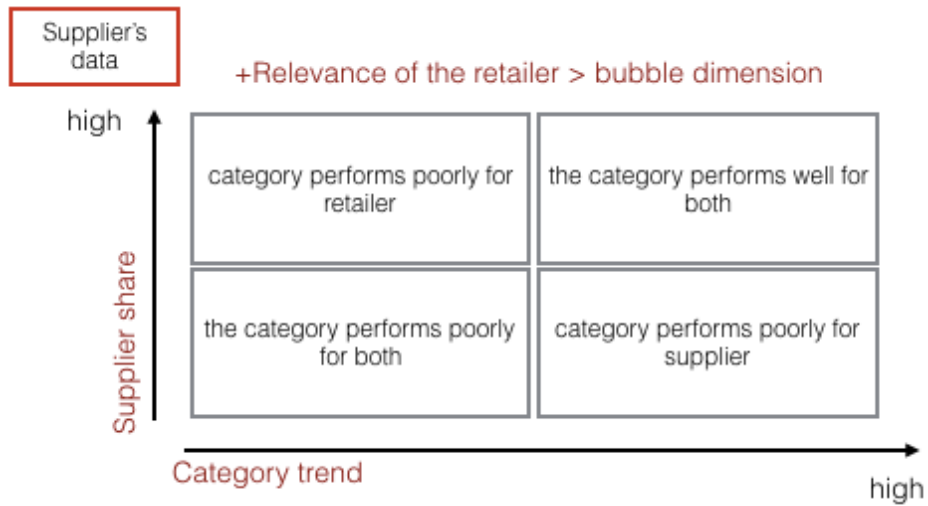 Supplier's
data
+Relevance of the retailer > bubble dimension
high
category performs poorly for
retailer
the category performs well for
both
Supplier share
the category performs poorly
for both
category performs poorly for
supplier
Category trend
high